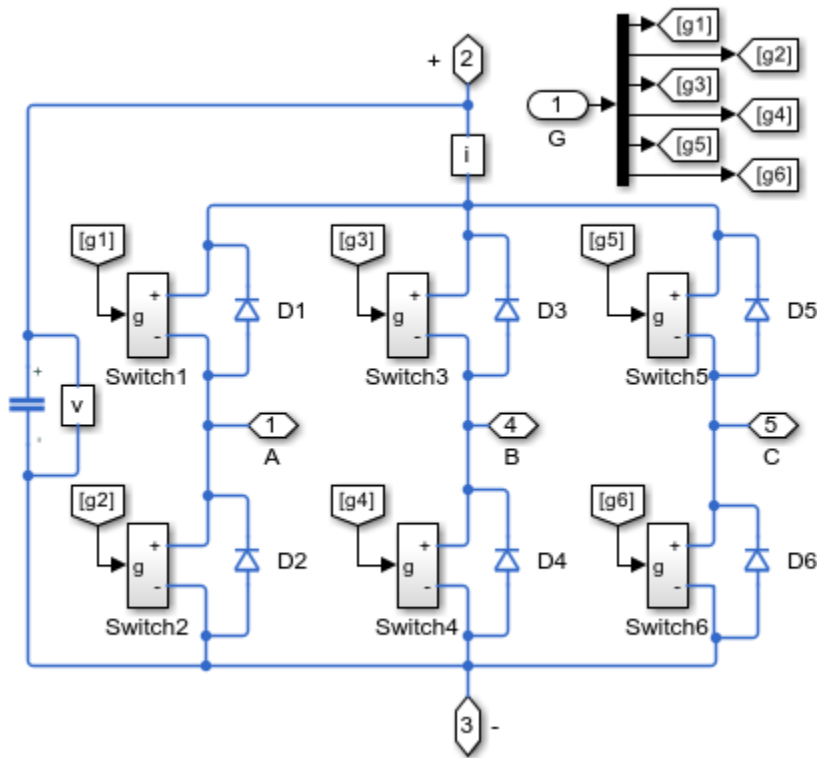 + 2
1
G
[g1]
[g2]
[g3]
[g4]
[g5]
[g6]
i
[g1]
[g3]
[g5]
+
g
-
D1
+
g
-
D3
+
g
-
D5
Switch1
Switch3
Switch5
+
v
-
1
A
4
B
5
C
[g2]
[g4]
[g6]
+
g
-
D2
+
g
-
D4
+
g
-
D6
Switch2
Switch4
Switch6
3 -